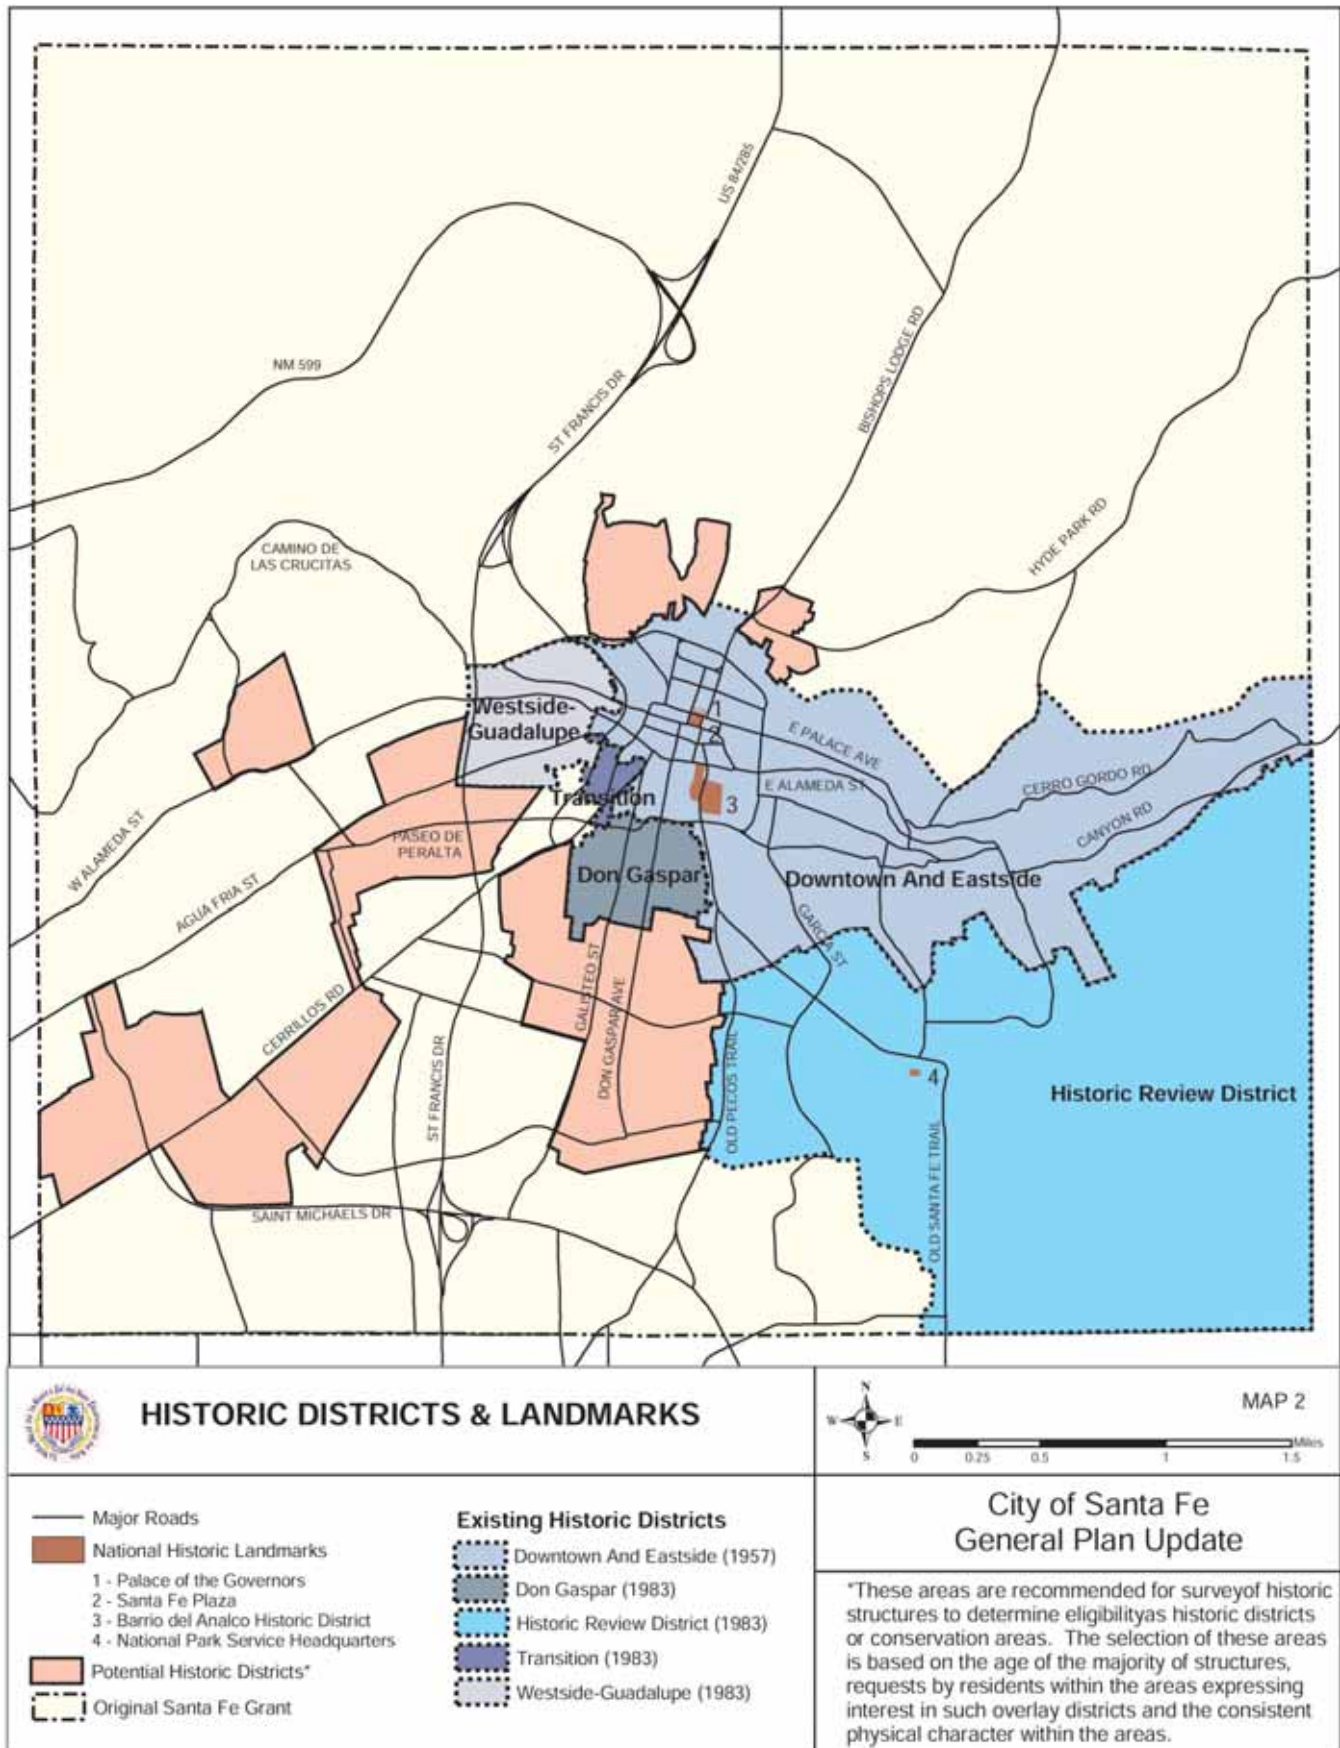 US 84/285
NM 599
ST FRANCIS DR
BISHOPS LODGE RD
HYDE PARK RD
CAMINO DE
LAS CRUCITAS
Westside-
Guadalupe
1
2
E PALACE AVE
E ALAMEDA ST
CERRO GORDO RD
Transition
3
CANYON RD
W ALAMEDA ST
PASEO DE
PERALTA
AGUA FRIA ST
Don Gaspar
Downtown And Eastside
GARCIA ST
GALISTEO ST
CERRILLOS RD
DON GASPAR AVE
ST FRANCIS DR
OLD PECOS TRAIL
4
Historic Review District
OLD SANTA FE TRAIL
SAINT MICHAELS DR
HISTORIC DISTRICTS & LANDMARKS
N
W E
S
MAP 2
Miles
0 0.25 0.5 1 1.5
Major Roads
National Historic Landmarks
1 - Palace of the Governors
2 - Santa Fe Plaza
3 - Barrio del Analco Historic District
4 - National Park Service Headquarters
Potential Historic Districts*
Original Santa Fe Grant
Existing Historic Districts
Downtown And Eastside (1957)
Don Gaspar (1983)
Historic Review District (1983)
Transition (1983)
Westside-Guadalupe (1983)
City of Santa Fe
General Plan Update
*These areas are recommended for surveyof historic
structures to determine eligibilityas historic districts
or conservation areas. The selection of these areas
is based on the age of the majority of structures,
requests by residents within the areas expressing
interest in such overlay districts and the consistent
physical character within the areas.